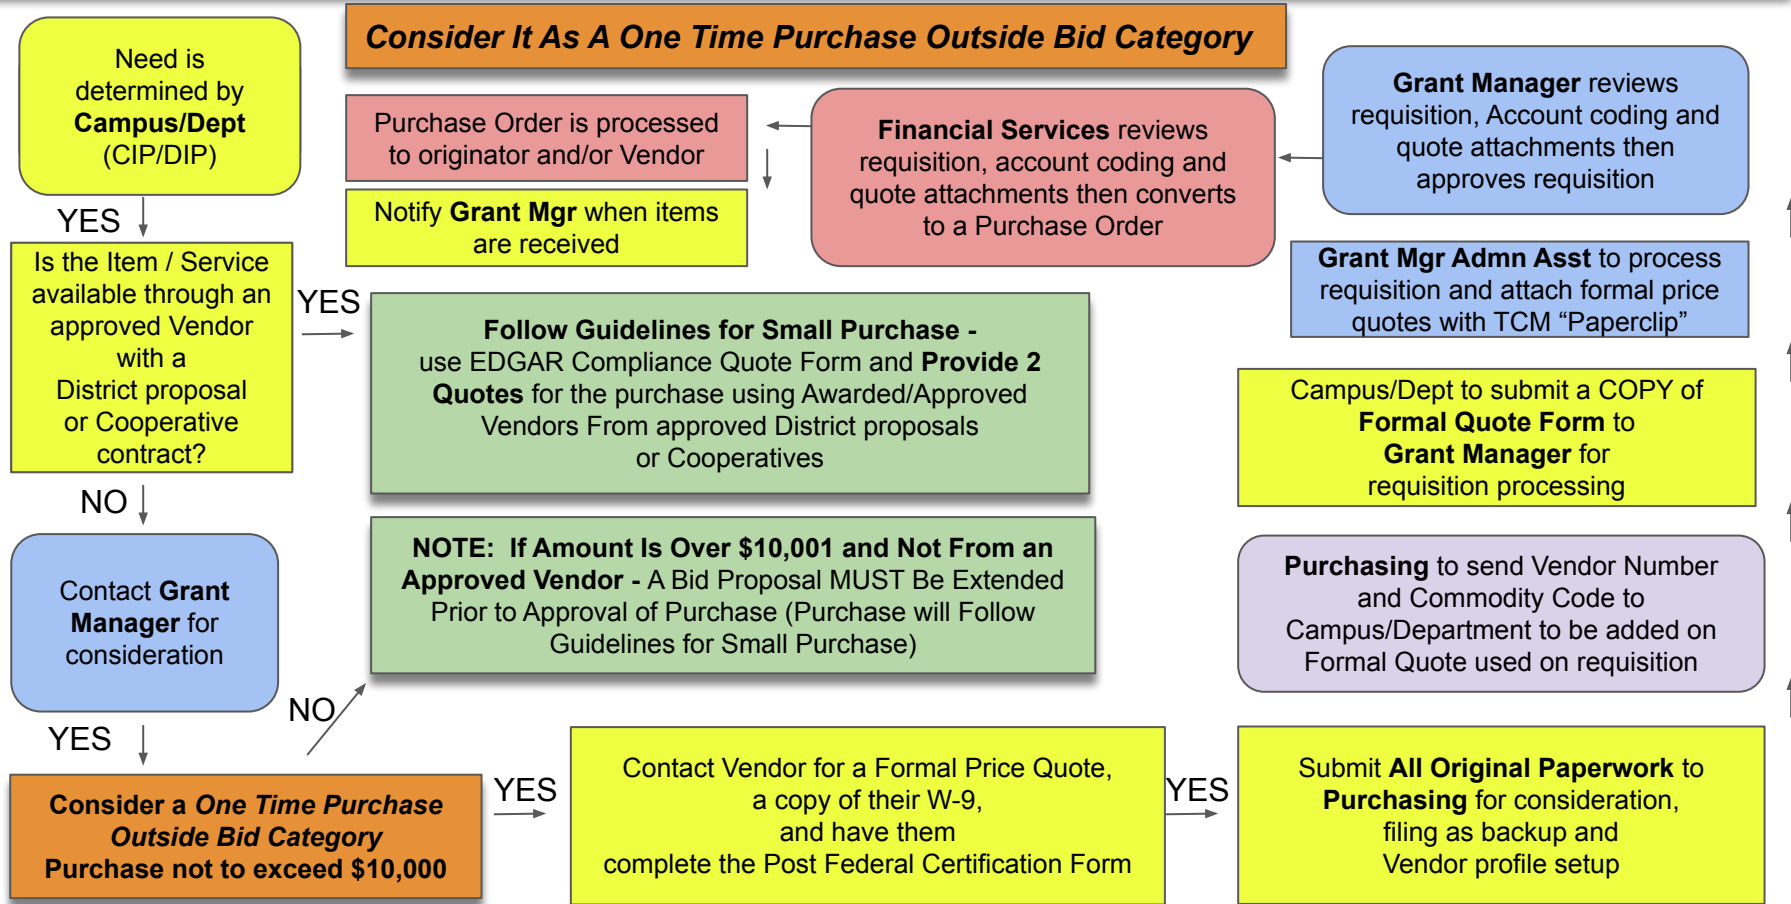 Consider It As A One Time Purchase Outside Bid Category
Need is
determined by
Campus/Dept
(CIP/DIP)
YES
Is the Item / Service
available through an
approved Vendor
with a
District proposal
or Cooperative
contract?
YES
Follow Guidelines for Small Purchase -
use EDGAR Compliance Quote Form and Provide 2
Quotes for the purchase using Awarded/Approved
Vendors From approved District proposals
or Cooperatives
NO
Contact Grant
Manager for
consideration
YES
Consider a One Time Purchase
Outside Bid Category
Purchase not to exceed $10,000
NO
NOTE:  If Amount Is Over $10,001 and Not From an
Approved Vendor - A Bid Proposal MUST Be Extended
Prior to Approval of Purchase (Purchase will Follow
Guidelines for Small Purchase)
YES
Contact Vendor for a Formal Price Quote,
a copy of their W-9,
and have them
complete the Post Federal Certification Form
YES
Submit All Original Paperwork to
Purchasing for consideration,
filing as backup and
Vendor profile setup
Purchasing to send Vendor Number
and Commodity Code to
Campus/Department to be added on
Formal Quote used on requisition
Campus/Dept to submit a COPY of
Formal Quote Form to
Grant Manager for
requisition processing
Grant Mgr Admn Asst to process
requisition and attach formal price
quotes with TCM “Paperclip”
Grant Manager reviews
requisition, Account coding and
quote attachments then
approves requisition
Financial Services reviews
requisition, account coding and
quote attachments then converts
to a Purchase Order
Purchase Order is processed
to originator and/or Vendor
Notify Grant Mgr when items
are received